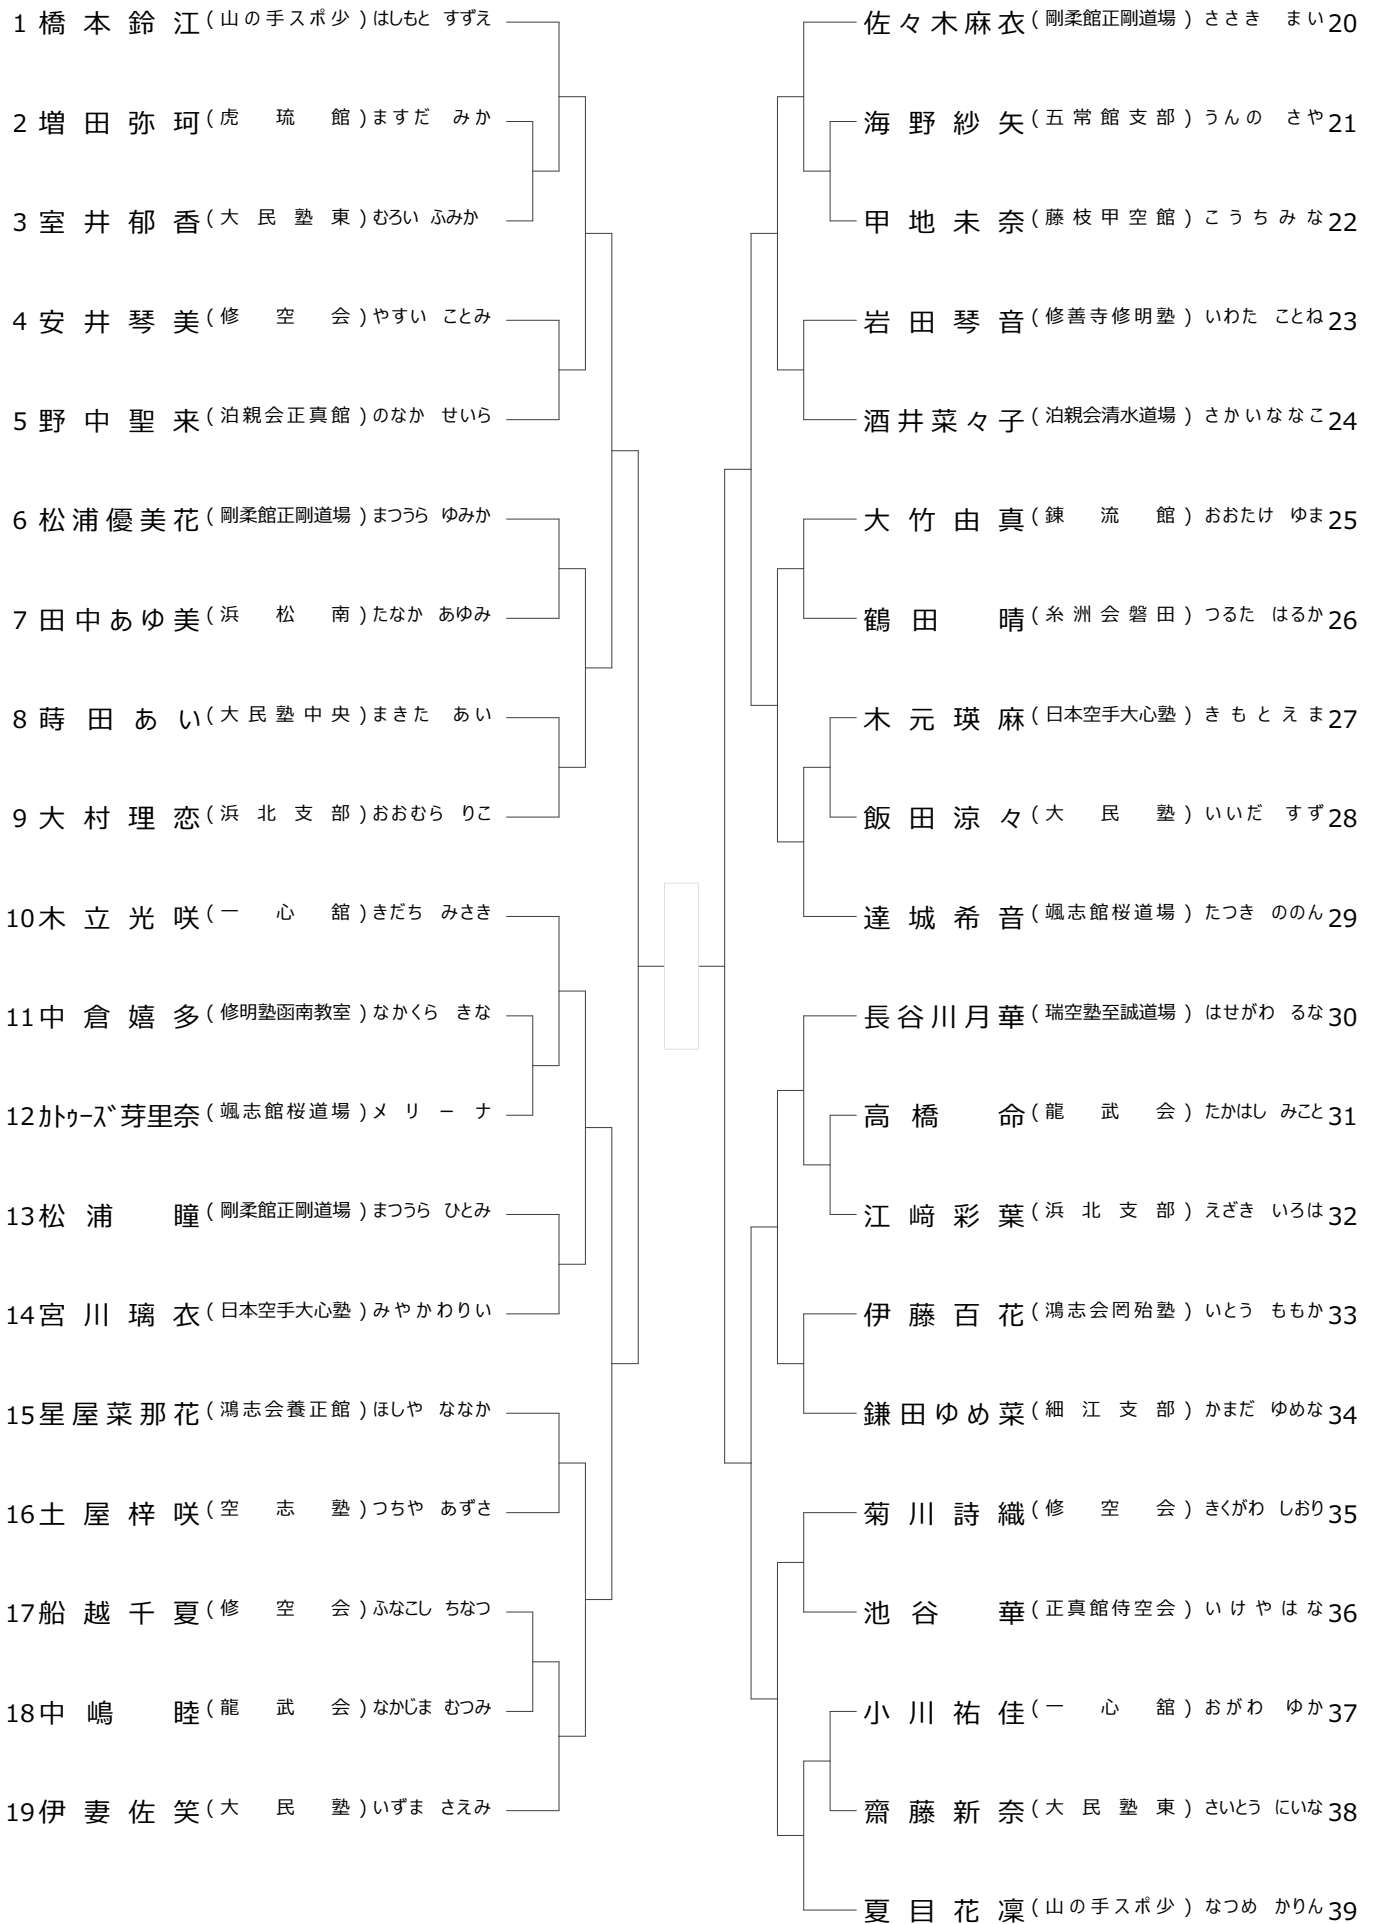 1 橋本鈴江 (山の手スポ少) はしもと すずえ
2 増田弥珂 (虎琉館) ますだ みか
3 室井郁香 (大民塾東) むろい ふみか
4 安井琴美 (修空会) やすい ことみ
5 野中聖来 (泊親会正真館) のなか せいら
6 松浦優美花 (剛柔館正剛道場) まつうら ゆみか
7 田中あゆ美 (浜松南) たなか あゆみ
8 蒔田あい (大民塾中央) まきた あい
9 大村理恋 (浜北支部) おおむら りこ
10 木立光咲 (一心舘) きだち みさき
11 中倉嬉多 (修明塾函南教室) なかくら きな
12 ｶﾄｩｰｽﾞ芽里奈 (颯志館桜道場) メリーナ
13 松浦瞳 (剛柔館正剛道場) まつうら ひとみ
14 宮川璃衣 (日本空手大心塾) みやかわりい
15 星屋菜那花 (鴻志会養正館) ほしや ななか
16 土屋梓咲 (空志塾) つちや あずさ
17 船越千夏 (修空会) ふなこし ちなつ
18 中嶋睦 (龍武会) なかじま むつみ
19 伊妻佐笑 (大民塾) いずま さえみ
佐々木麻衣 (剛柔館正剛道場) ささき まい 20
海野紗矢 (五常館支部) うんの さや 21
甲地未奈 (藤枝甲空館) こうちみな 22
岩田琴音 (修善寺修明塾) いわた ことね 23
酒井菜々子 (泊親会清水道場) さかいななこ 24
大竹由真 (錬流館) おおたけ ゆま 25
鶴田晴 (糸洲会磐田) つるた はるか 26
木元瑛麻 (日本空手大心塾) きもとえま 27
飯田涼々 (大民塾) いいだ すず 28
達城希音 (颯志館桜道場) たつき ののん 29
長谷川月華 (瑞空塾至誠道場) はせがわ るな 30
高橋命 (龍武会) たかはし みこと 31
江﨑彩葉 (浜北支部) えざき いろは 32
伊藤百花 (鴻志会岡殆塾) いとう ももか 33
鎌田ゆめ菜 (細江支部) かまだ ゆめな 34
菊川詩織 (修空会) きくがわ しおり 35
池谷華 (正真館侍空会) いけやはな 36
小川祐佳 (一心舘) おがわ ゆか 37
齋藤新奈 (大民塾東) さいとう にいな 38
夏目花凜 (山の手スポ少) なつめ かりん 39